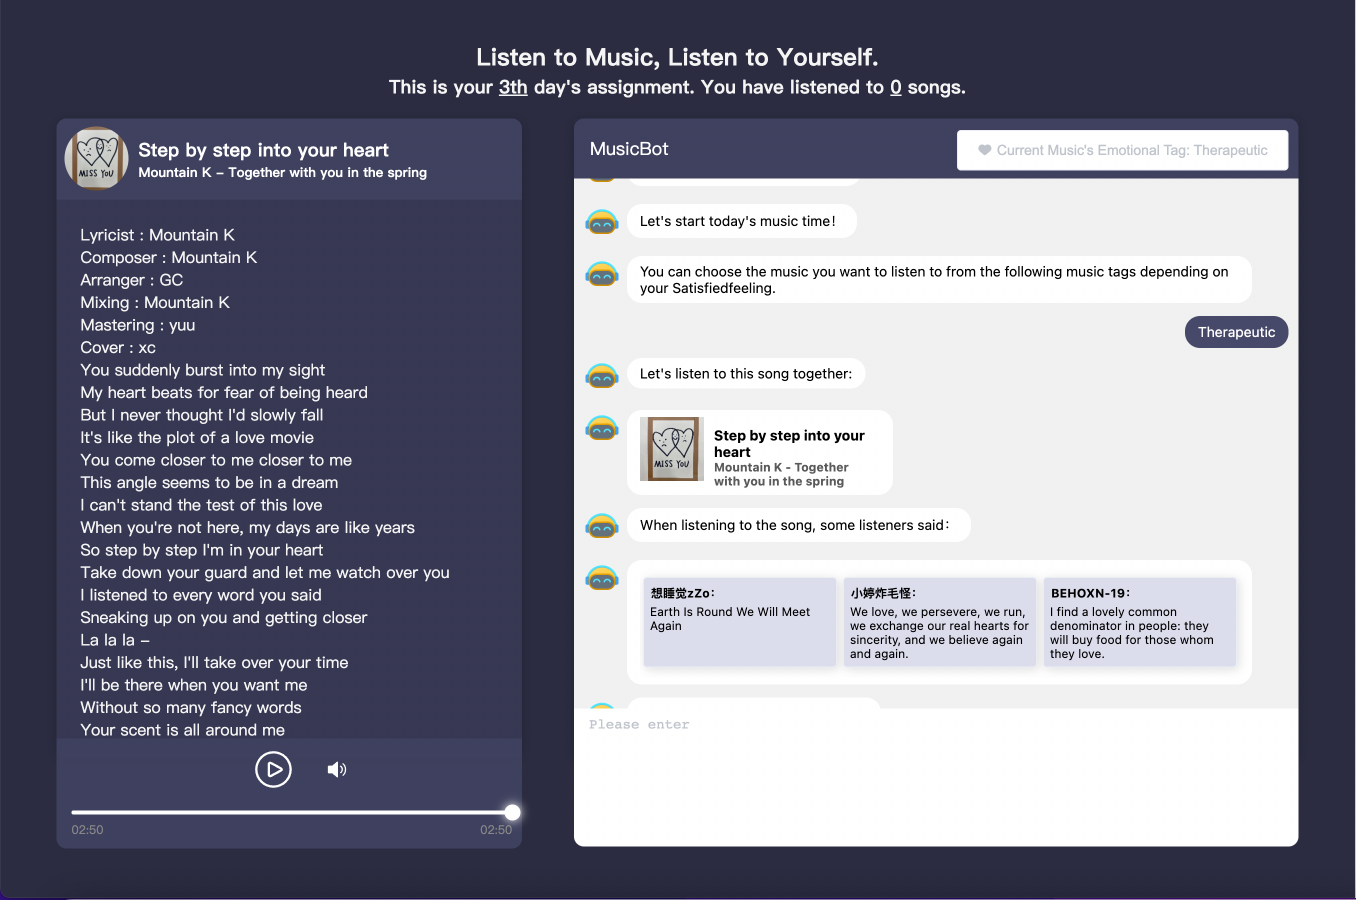 Listen to Music, Listen to Yourself.
This is your 3th day's assignment. You have listened to 0 songs.
MISS YOU
Step by step into your heart
Mountain K – Together with you in the spring
Lyricist : Mountain K
Composer : Mountain K
Arranger : GC
Mixing : Mountain K
Mastering : yuu
Cover : xc
You suddenly burst into my sight
My heart beats for fear of being heard
But I never thought I'd slowly fall
It's like the plot of a love movie
You come closer to me closer to me
This angle seems to be in a dream
I can't stand the test of this love
When you're not here, my days are like years
So step by step I'm in your heart
Take down your guard and let me watch over you
I listened to every word you said
Sneaking up on you and getting closer
La la la –
Just like this, I'll take over your time
I'll be there when you want me
Without so many fancy words
Your scent is all around me
02:50
02:50
MusicBot
Current Music's Emotional Tag: Therapeutic
Let's start today's music time!
You can choose the music you want to listen to from the following music tags depending on
your Satisfiedfeeling.
Therapeutic
Let's listen to this song together:
MISS YOU
Step by step into your
heart
Mountain K - Together
with you in the spring
When listening to the song, some listeners said：
想睡觉zZo：
Earth Is Round We Will Meet
Again
小婷炸毛怪：
We love, we persevere, we run,
we exchange our real hearts for
sincerity, and we believe again
and again.
BEHOXN-19：
I find a lovely common
denominator in people: they
will buy food for those whom
they love.
Please enter